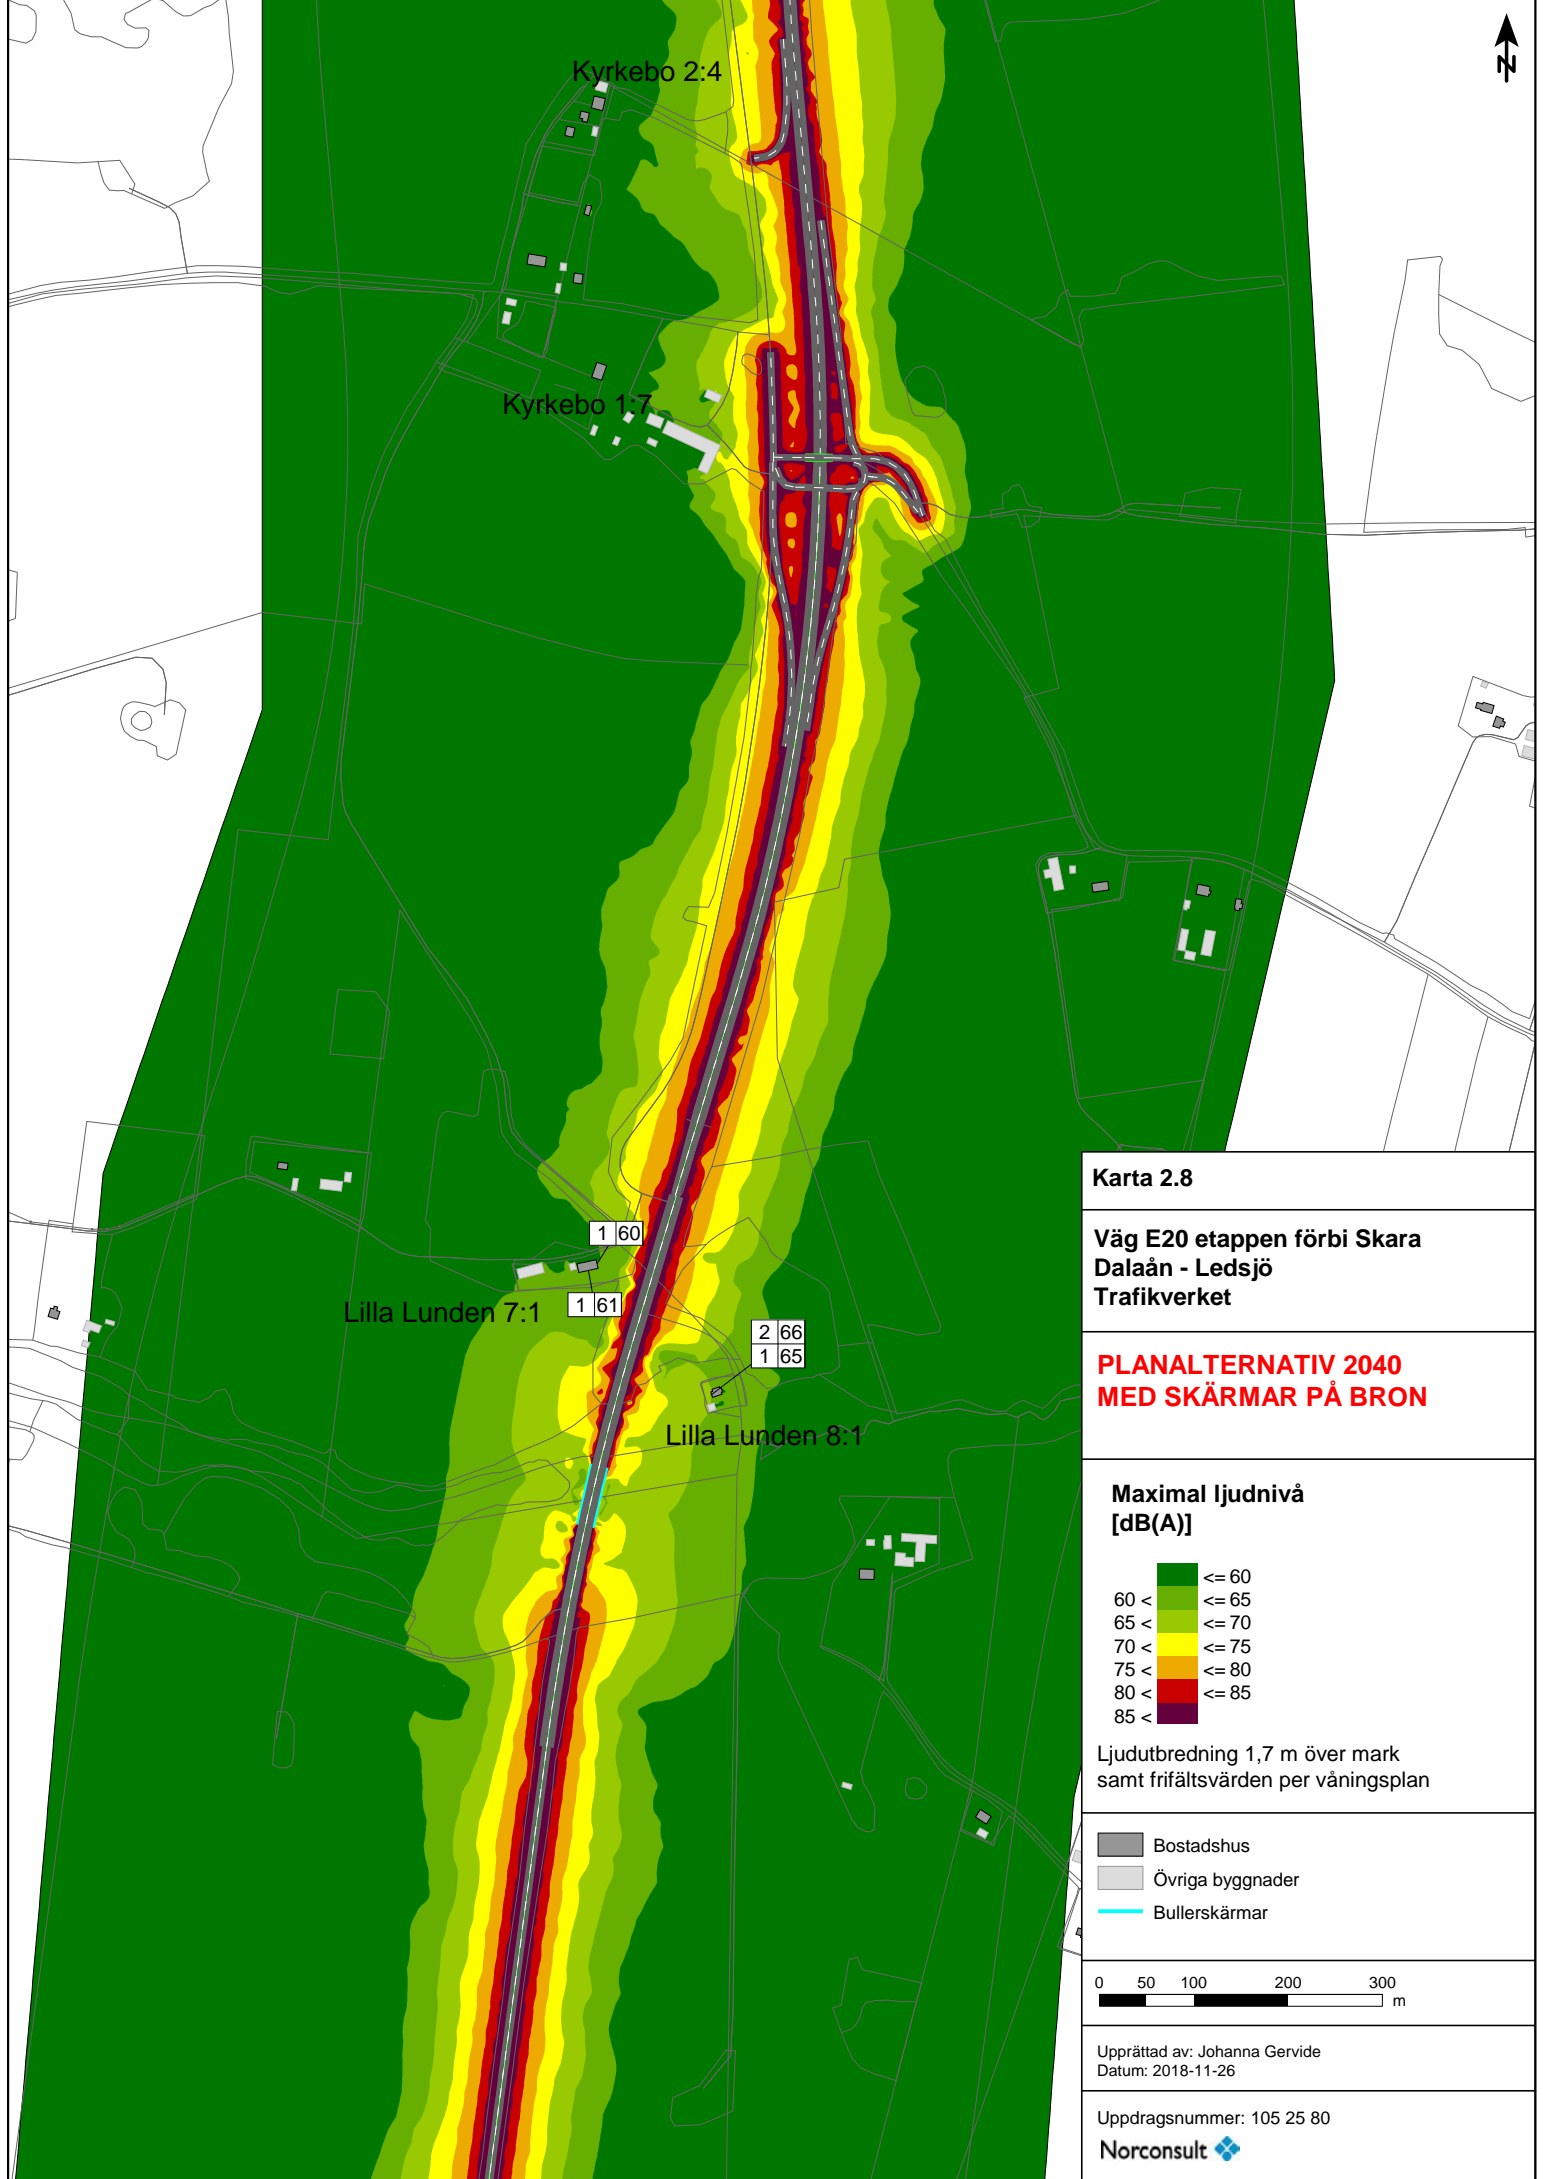 N
Kyrkebo 2:4
Kyrkebo 1:7
1 60
Lilla Lunden 7:1
1 61
2 66
1 65
Lilla Lunden 8:1
Karta 2.8
Väg E20 etappen förbi Skara
Dalaån - Ledsjö
Trafikverket
PLANALTERNATIV 2040
MED SKÄRMAR PÅ BRON
Maximal ljudnivå
[dB(A)]
<= 60
60 < <= 65
65 < <= 70
70 < <= 75
75 < <= 80
80 < <= 85
85 <
Ljudutbredning 1,7 m över mark
samt frifältsvärden per våningsplan
Bostadshus
Övriga byggnader
Bullerskärmar
0 50 100 200 300
m
Upprättad av: Johanna Gervide
Datum: 2018-11-26
Uppdragsnummer: 105 25 80
Norconsult